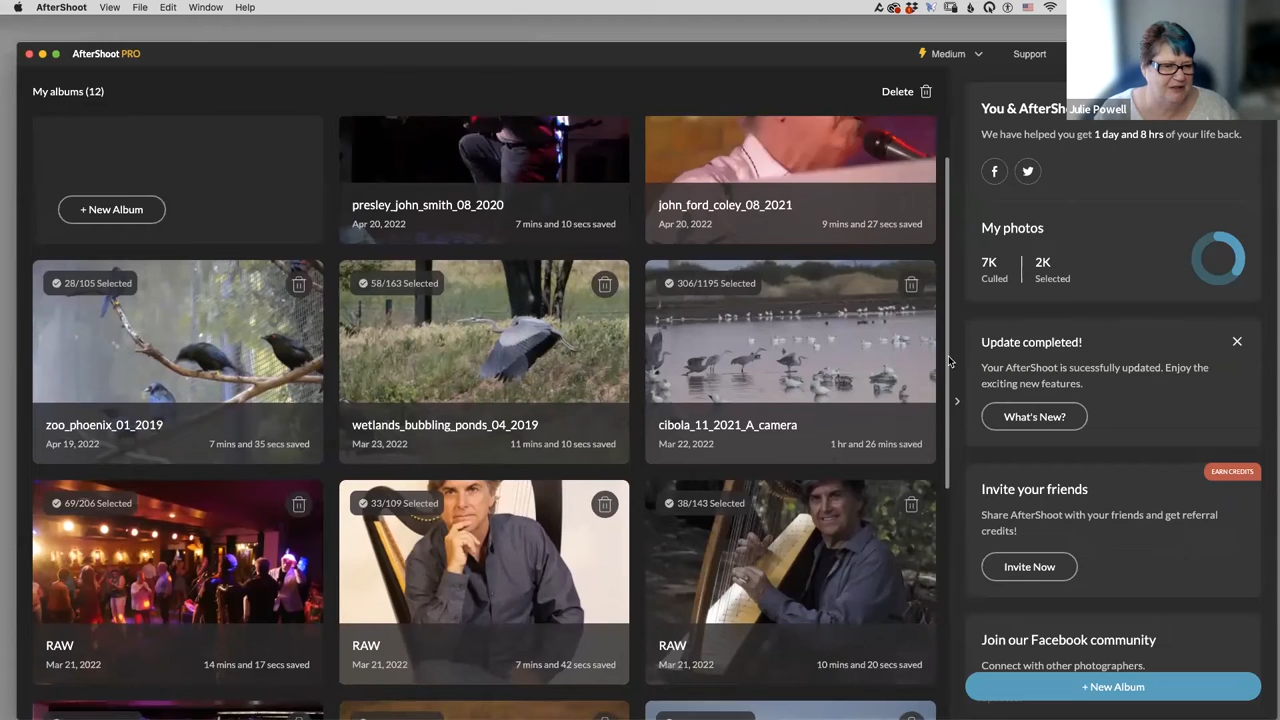 AfterShoot View File Edit Window Help
AfterShoot PRO
Medium
Support
Julie Powell
My albums (12)
Delete
+ New Album
presley_john_smith_08_2020
Apr 20, 2022
7 mins and 10 secs saved
john_ford_coley_08_2021
Apr 20, 2022
9 mins and 27 secs saved
28/105 Selected
zoo_phoenix_01_2019
Apr 19, 2022
7 mins and 35 secs saved
58/163 Selected
wetlands_bubbling_ponds_04_2019
Mar 23, 2022
11 mins and 10 secs saved
306/1195 Selected
cibola_11_2021_A_camera
Mar 22, 2022
1 hr and 26 mins saved
69/206 Selected
RAW
Mar 21, 2022
14 mins and 17 secs saved
33/109 Selected
RAW
Mar 21, 2022
7 mins and 42 secs saved
38/143 Selected
RAW
Mar 21, 2022
10 mins and 20 secs saved
You & AfterSh
We have helped you get 1 day and 8 hrs of your life back.
My photos
7K
Culled
2K
Selected
Update completed!
Your AfterShoot is sucessfully updated. Enjoy the
exciting new features.
What's New?
EARN CREDITS
Invite your friends
Share AfterShoot with your friends and get referral
credits!
Invite Now
Join our Facebook community
Connect with other photographers.
+ New Album